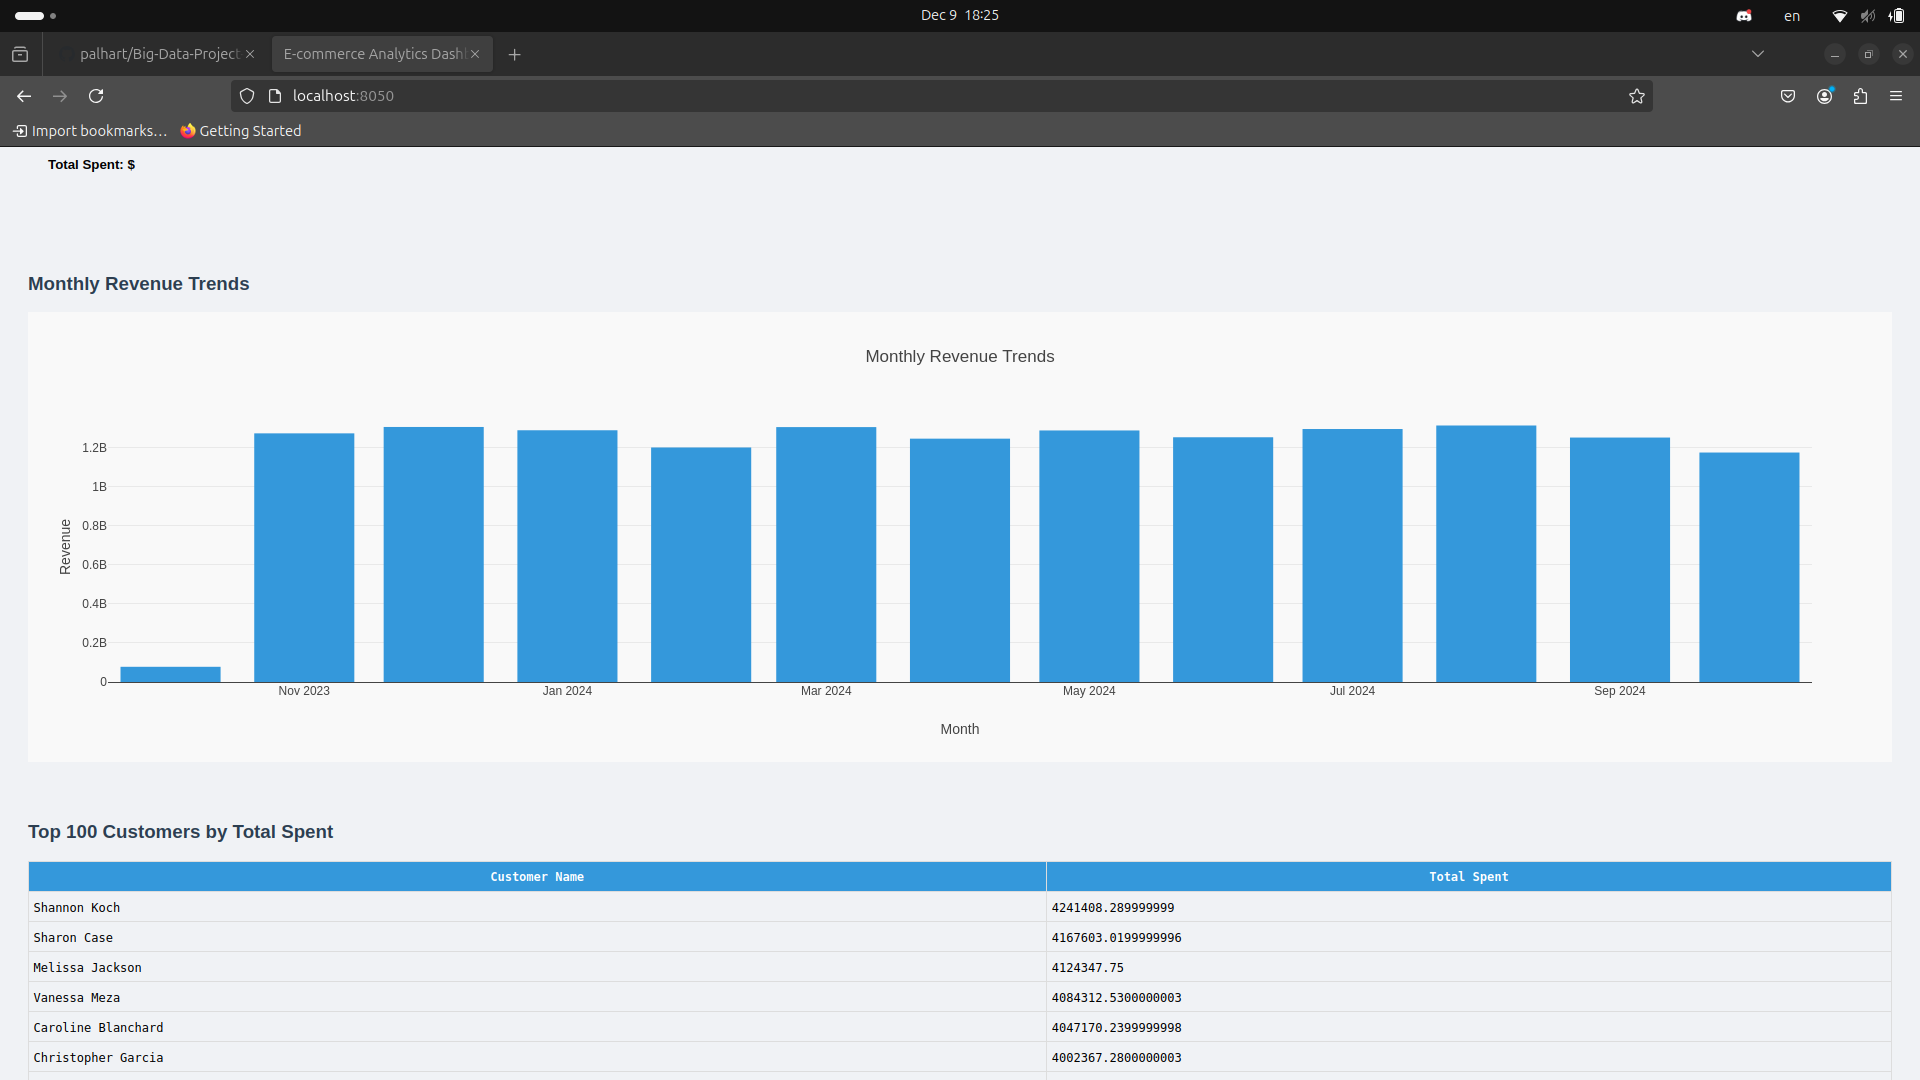 Dec 9 18:25
en
palhart/Big-Data-Project
E-commerce Analytics Dash
localhost:8050
Import bookmarks…
Getting Started
Total Spent: $
Monthly Revenue Trends
Monthly Revenue Trends
1.2B
1B
0.8B
0.6B
0.4B
0.2B
0
Revenue
Nov 2023
Jan 2024
Mar 2024
May 2024
Jul 2024
Sep 2024
Month
Top 100 Customers by Total Spent
Customer Name Total Spent
Shannon Koch 4241408.289999999
Sharon Case 4167603.0199999996
Melissa Jackson 4124347.75
Vanessa Meza 4084312.5300000003
Caroline Blanchard 4047170.2399999998
Christopher Garcia 4002367.2800000003